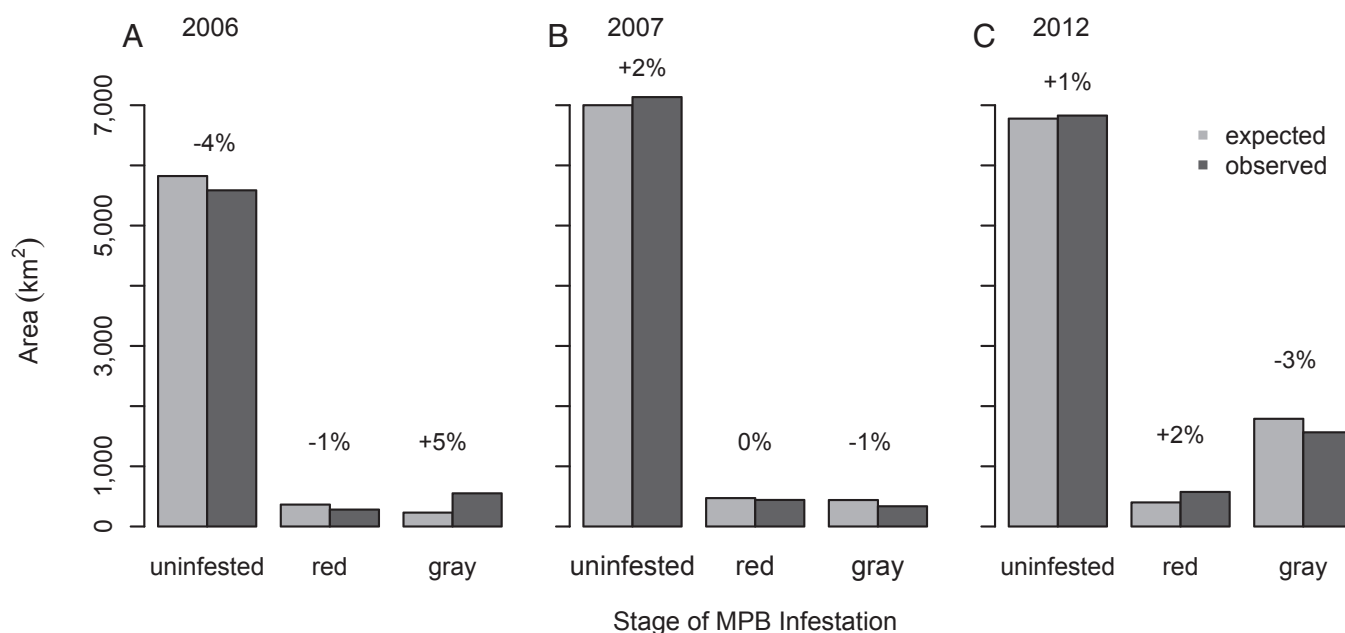 A 2006
B 2007
C 2012
Area (km²)
7,000
5,000
3,000
1,000
0
-4%
-1%
+5%
uninfested red gray
+2%
0%
-1%
uninfested red gray
+1%
+2%
-3%
uninfested red gray
expected
observed
Stage of MPB Infestation